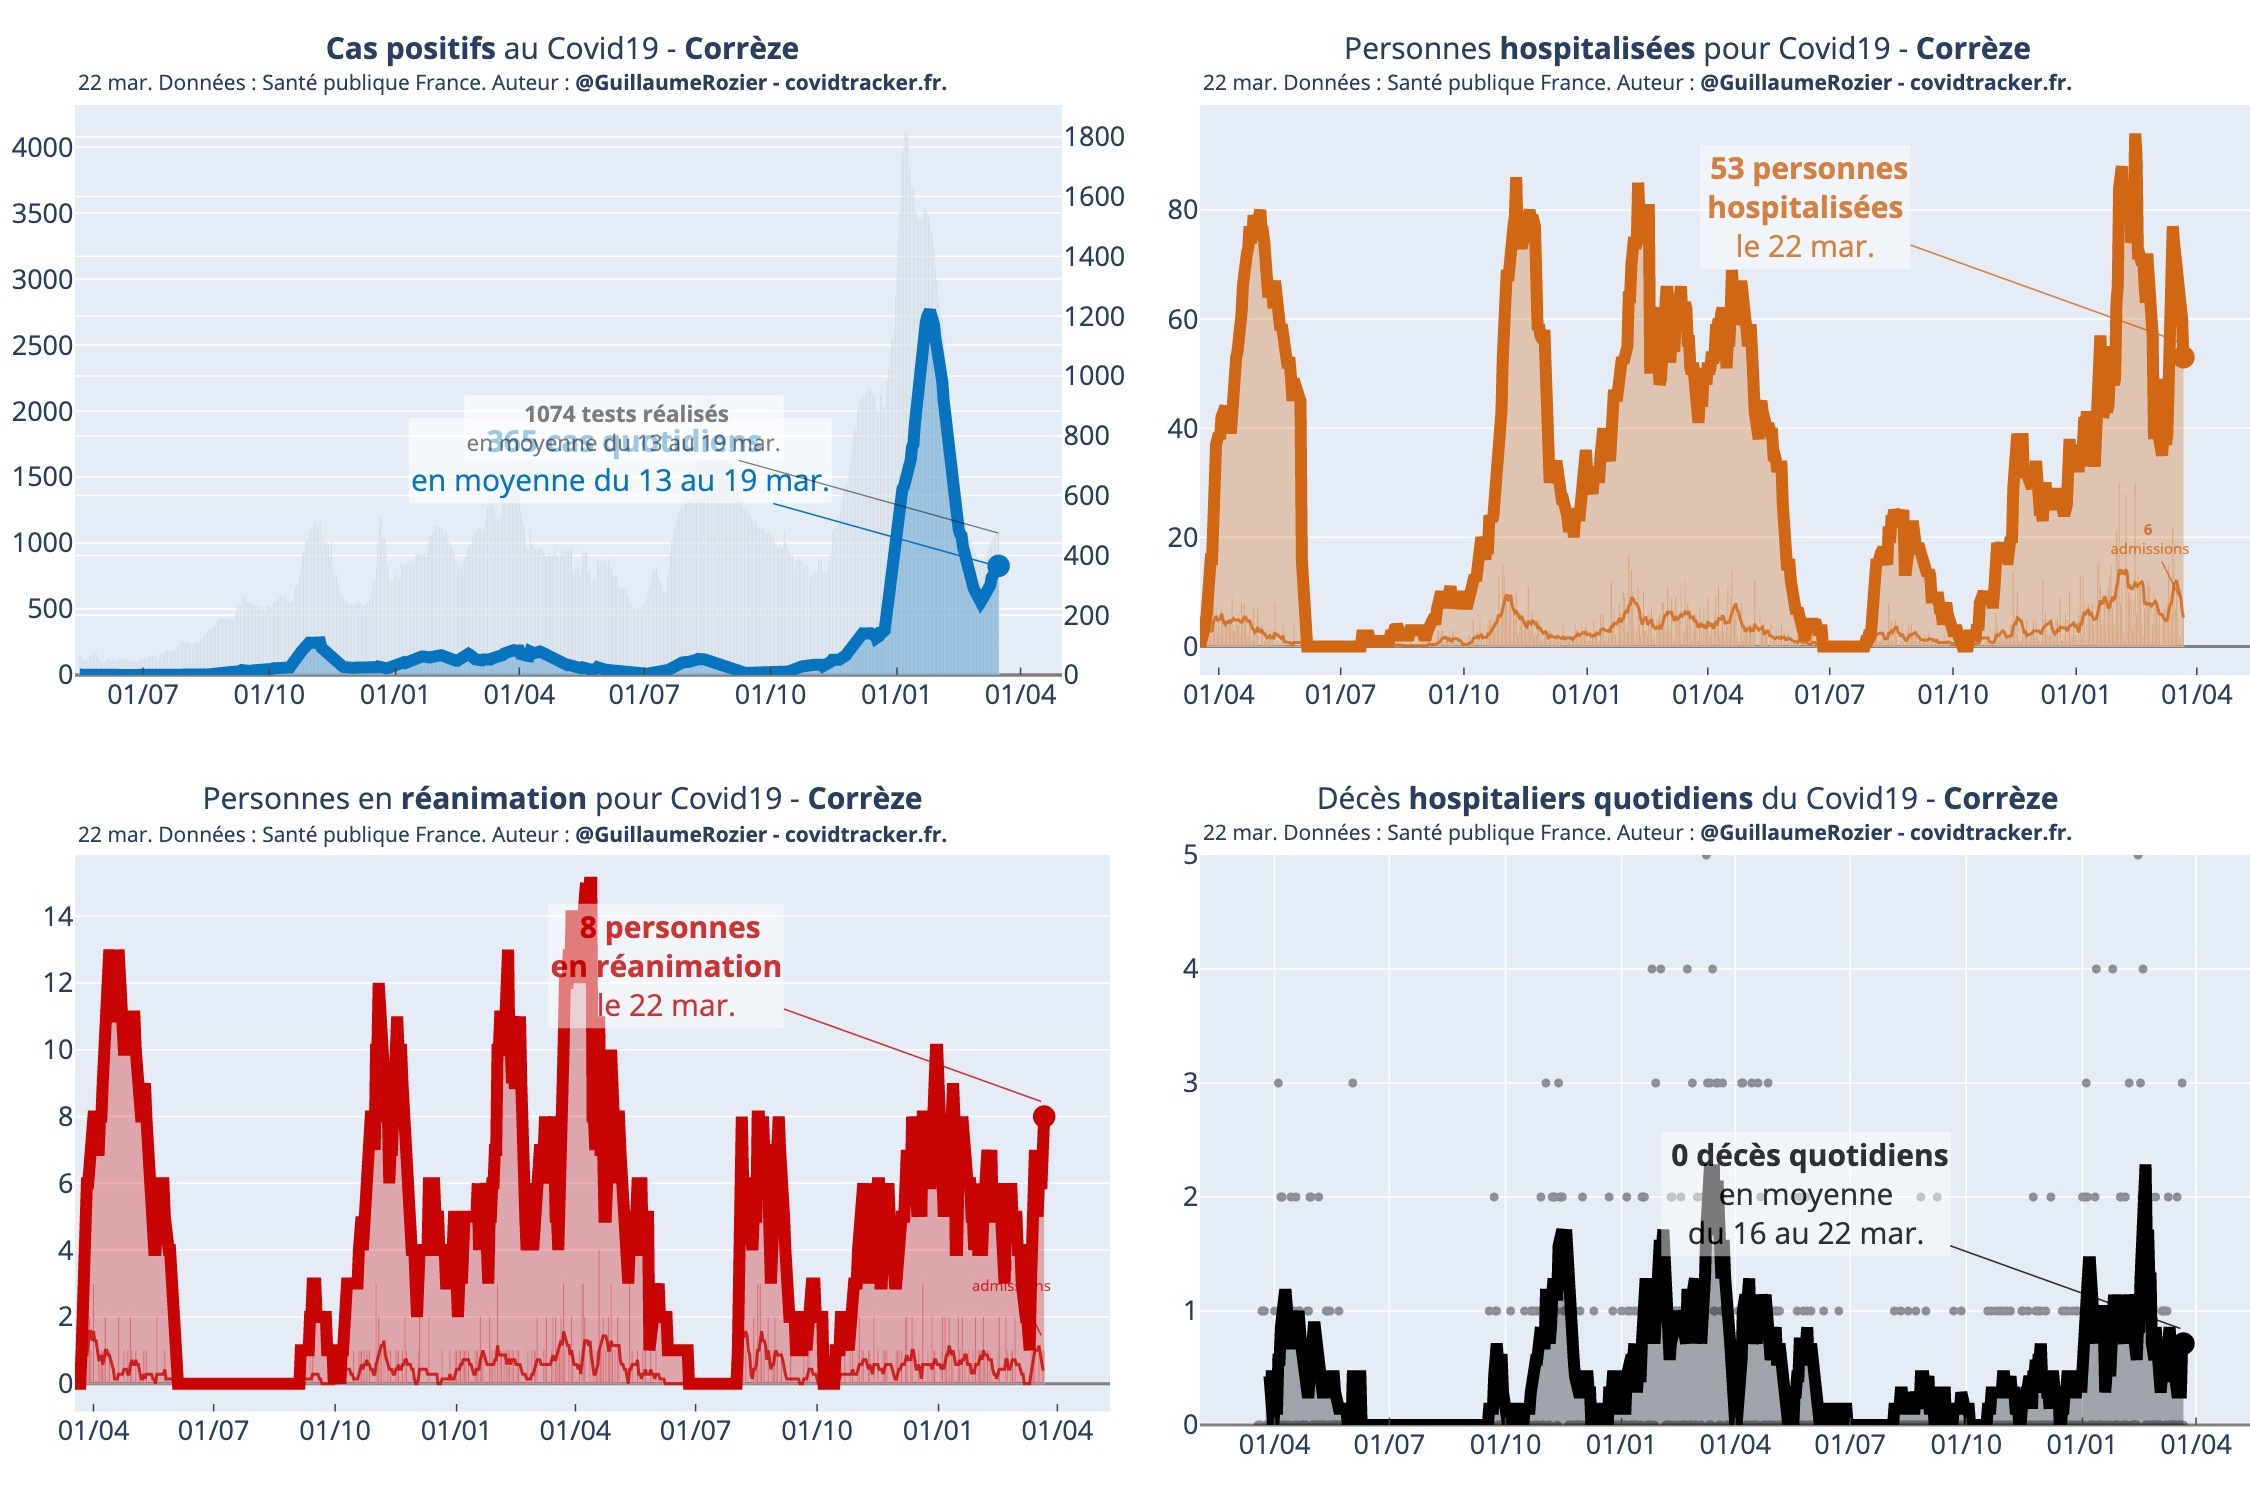 Cas positifs au Covid19 - Corrèze
22 mar. Données : Santé publique France. Auteur : @GuillaumeRozier - covidtracker.fr.
4000
3500
3000
2500
2000
1500
1000
500
0
1800
1600
1400
1200
1000
800
600
400
200
0
1074 tests réalisés
en moyenne du 13 au 19 mar.
365 cas quotidiens
en moyenne du 13 au 19 mar.
01/07 01/10 01/01 01/04 01/07 01/10 01/01 01/04
Personnes hospitalisées pour Covid19 - Corrèze
22 mar. Données : Santé publique France. Auteur : @GuillaumeRozier - covidtracker.fr.
80
60
40
20
0
53 personnes
hospitalisées
le 22 mar.
6
admissions
01/04 01/07 01/10 01/01 01/04 01/07 01/10 01/01 01/04
Personnes en réanimation pour Covid19 - Corrèze
22 mar. Données : Santé publique France. Auteur : @GuillaumeRozier - covidtracker.fr.
14
12
10
8
6
4
2
0
8 personnes
en réanimation
le 22 mar.
admissions
01/04 01/07 01/10 01/01 01/04 01/07 01/10 01/01 01/04
Décès hospitaliers quotidiens du Covid19 - Corrèze
22 mar. Données : Santé publique France. Auteur : @GuillaumeRozier - covidtracker.fr.
5
4
3
2
1
0
0 décès quotidiens
en moyenne
du 16 au 22 mar.
01/04 01/07 01/10 01/01 01/04 01/07 01/10 01/01 01/04